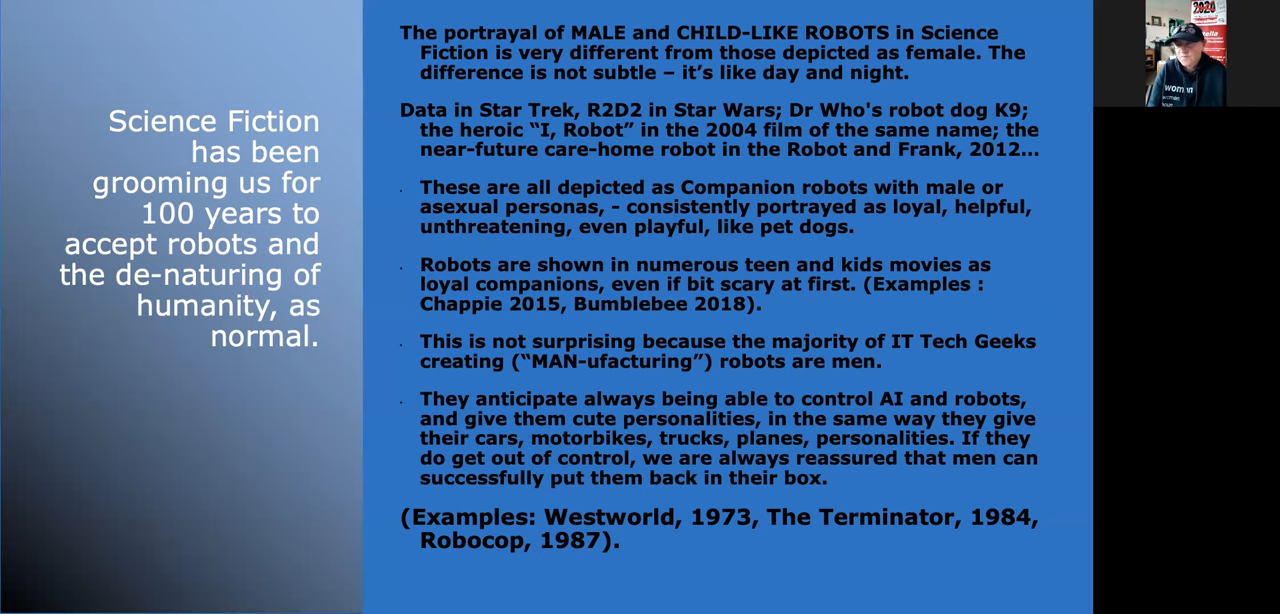 Science Fiction
has been
grooming us for
100 years to
accept robots and
the de-naturing of
humanity, as
normal.
The portrayal of MALE and CHILD-LIKE ROBOTS in Science
Fiction is very different from those depicted as female. The
difference is not subtle – it’s like day and night.
Data in Star Trek, R2D2 in Star Wars; Dr Who's robot dog K9;
the heroic “I, Robot” in the 2004 film of the same name; the
near-future care-home robot in the Robot and Frank, 2012...
· These are all depicted as Companion robots with male or
asexual personas, - consistently portrayed as loyal, helpful,
unthreatening, even playful, like pet dogs.
· Robots are shown in numerous teen and kids movies as
loyal companions, even if bit scary at first. (Examples :
Chappie 2015, Bumblebee 2018).
· This is not surprising because the majority of IT Tech Geeks
creating (“MAN-ufacturing”) robots are men.
· They anticipate always being able to control AI and robots,
and give them cute personalities, in the same way they give
their cars, motorbikes, trucks, planes, personalities. If they
do get out of control, we are always reassured that men can
successfully put them back in their box.
(Examples: Westworld, 1973, The Terminator, 1984,
Robocop, 1987).
2020
woman